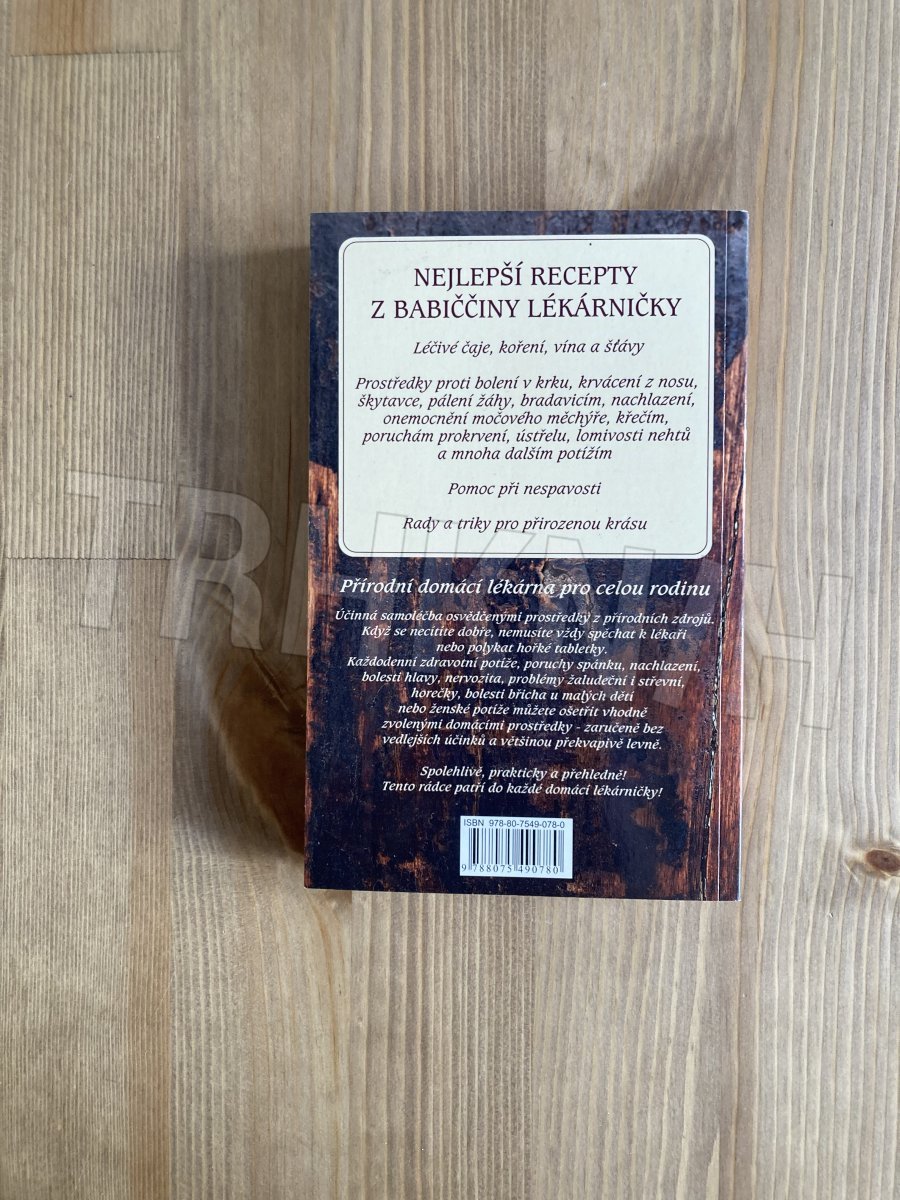 NEJLEPŠÍ RECEPTY
Z BABIČČINY LÉKÁRNIČKY
Léčivé čaje, koření, vína a šťávy
Prostředky proti bolení v krku, krvácení z nosu,
škytavce, pálení žáhy, bradavicím, nachlazení,
onemocnění močového měchýře, křečím,
poruchám prokrvení, ústřelu, lomivosti nehtů
a mnoha dalším potížím
Pomoc při nespavosti
Rady a triky pro přirozenou krásu
Přírodní domácí lékárna pro celou rodinu
Účinná samoléčba osvědčenými prostředky z přírodních zdrojů.
Když se necítíte dobře, nemusíte vždy spěchat k lékaři
nebo polykat hořké tabletky.
Každodenní zdravotní potíže, poruchy spánku, nachlazení,
bolesti hlavy, nervozita, problémy žaludeční i střevní,
horečky, bolesti břicha u malých dětí
nebo ženské potíže můžete ošetřit vhodně
zvolenými domácími prostředky - zaručeně bez
vedlejších účinků a většinou překvapivě levně.
Spolehlivě, prakticky a přehledně!
Tento rádce patří do každé domácí lékárničky!
ISBN 978-80-7549-078-0
9 788075 490780